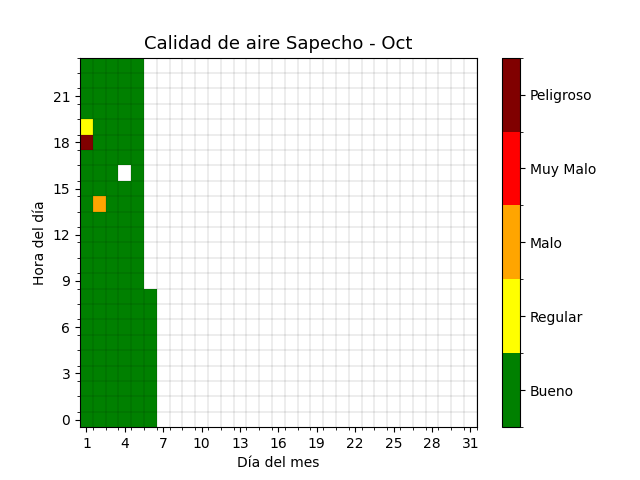 Calidad de aire Sapecho - Oct
Hora del día
21
18
15
12
9
6
3
0
1 4 7 10 13 16 19 22 25 28 31
Día del mes
Peligroso
Muy Malo
Malo
Regular
Bueno